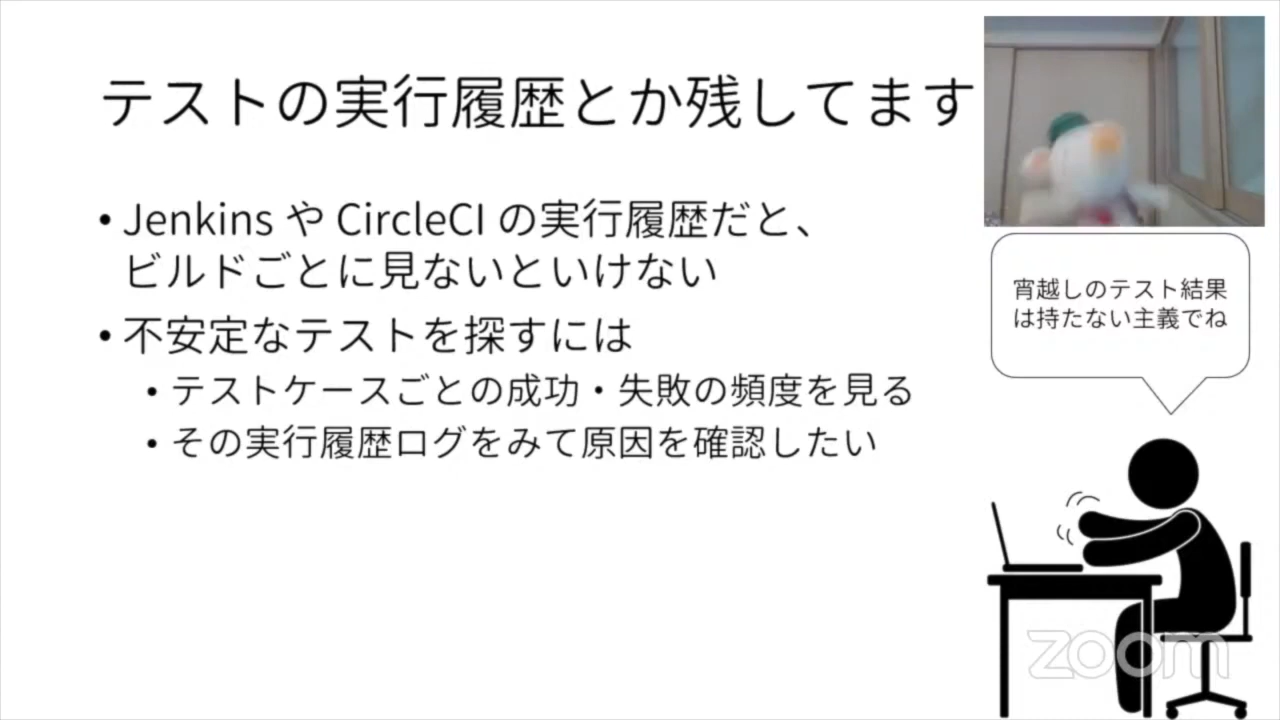 テストの実行履歴とか残してます
• Jenkins や CircleCI の実行履歴だと、
ビルドごとに見ないといけない
• 不安定なテストを探すには
• テストケースごとの成功・失敗の頻度を見る
• その実行履歴ログをみて原因を確認したい
宵越しのテスト結果
は持たない主義でね
zoom